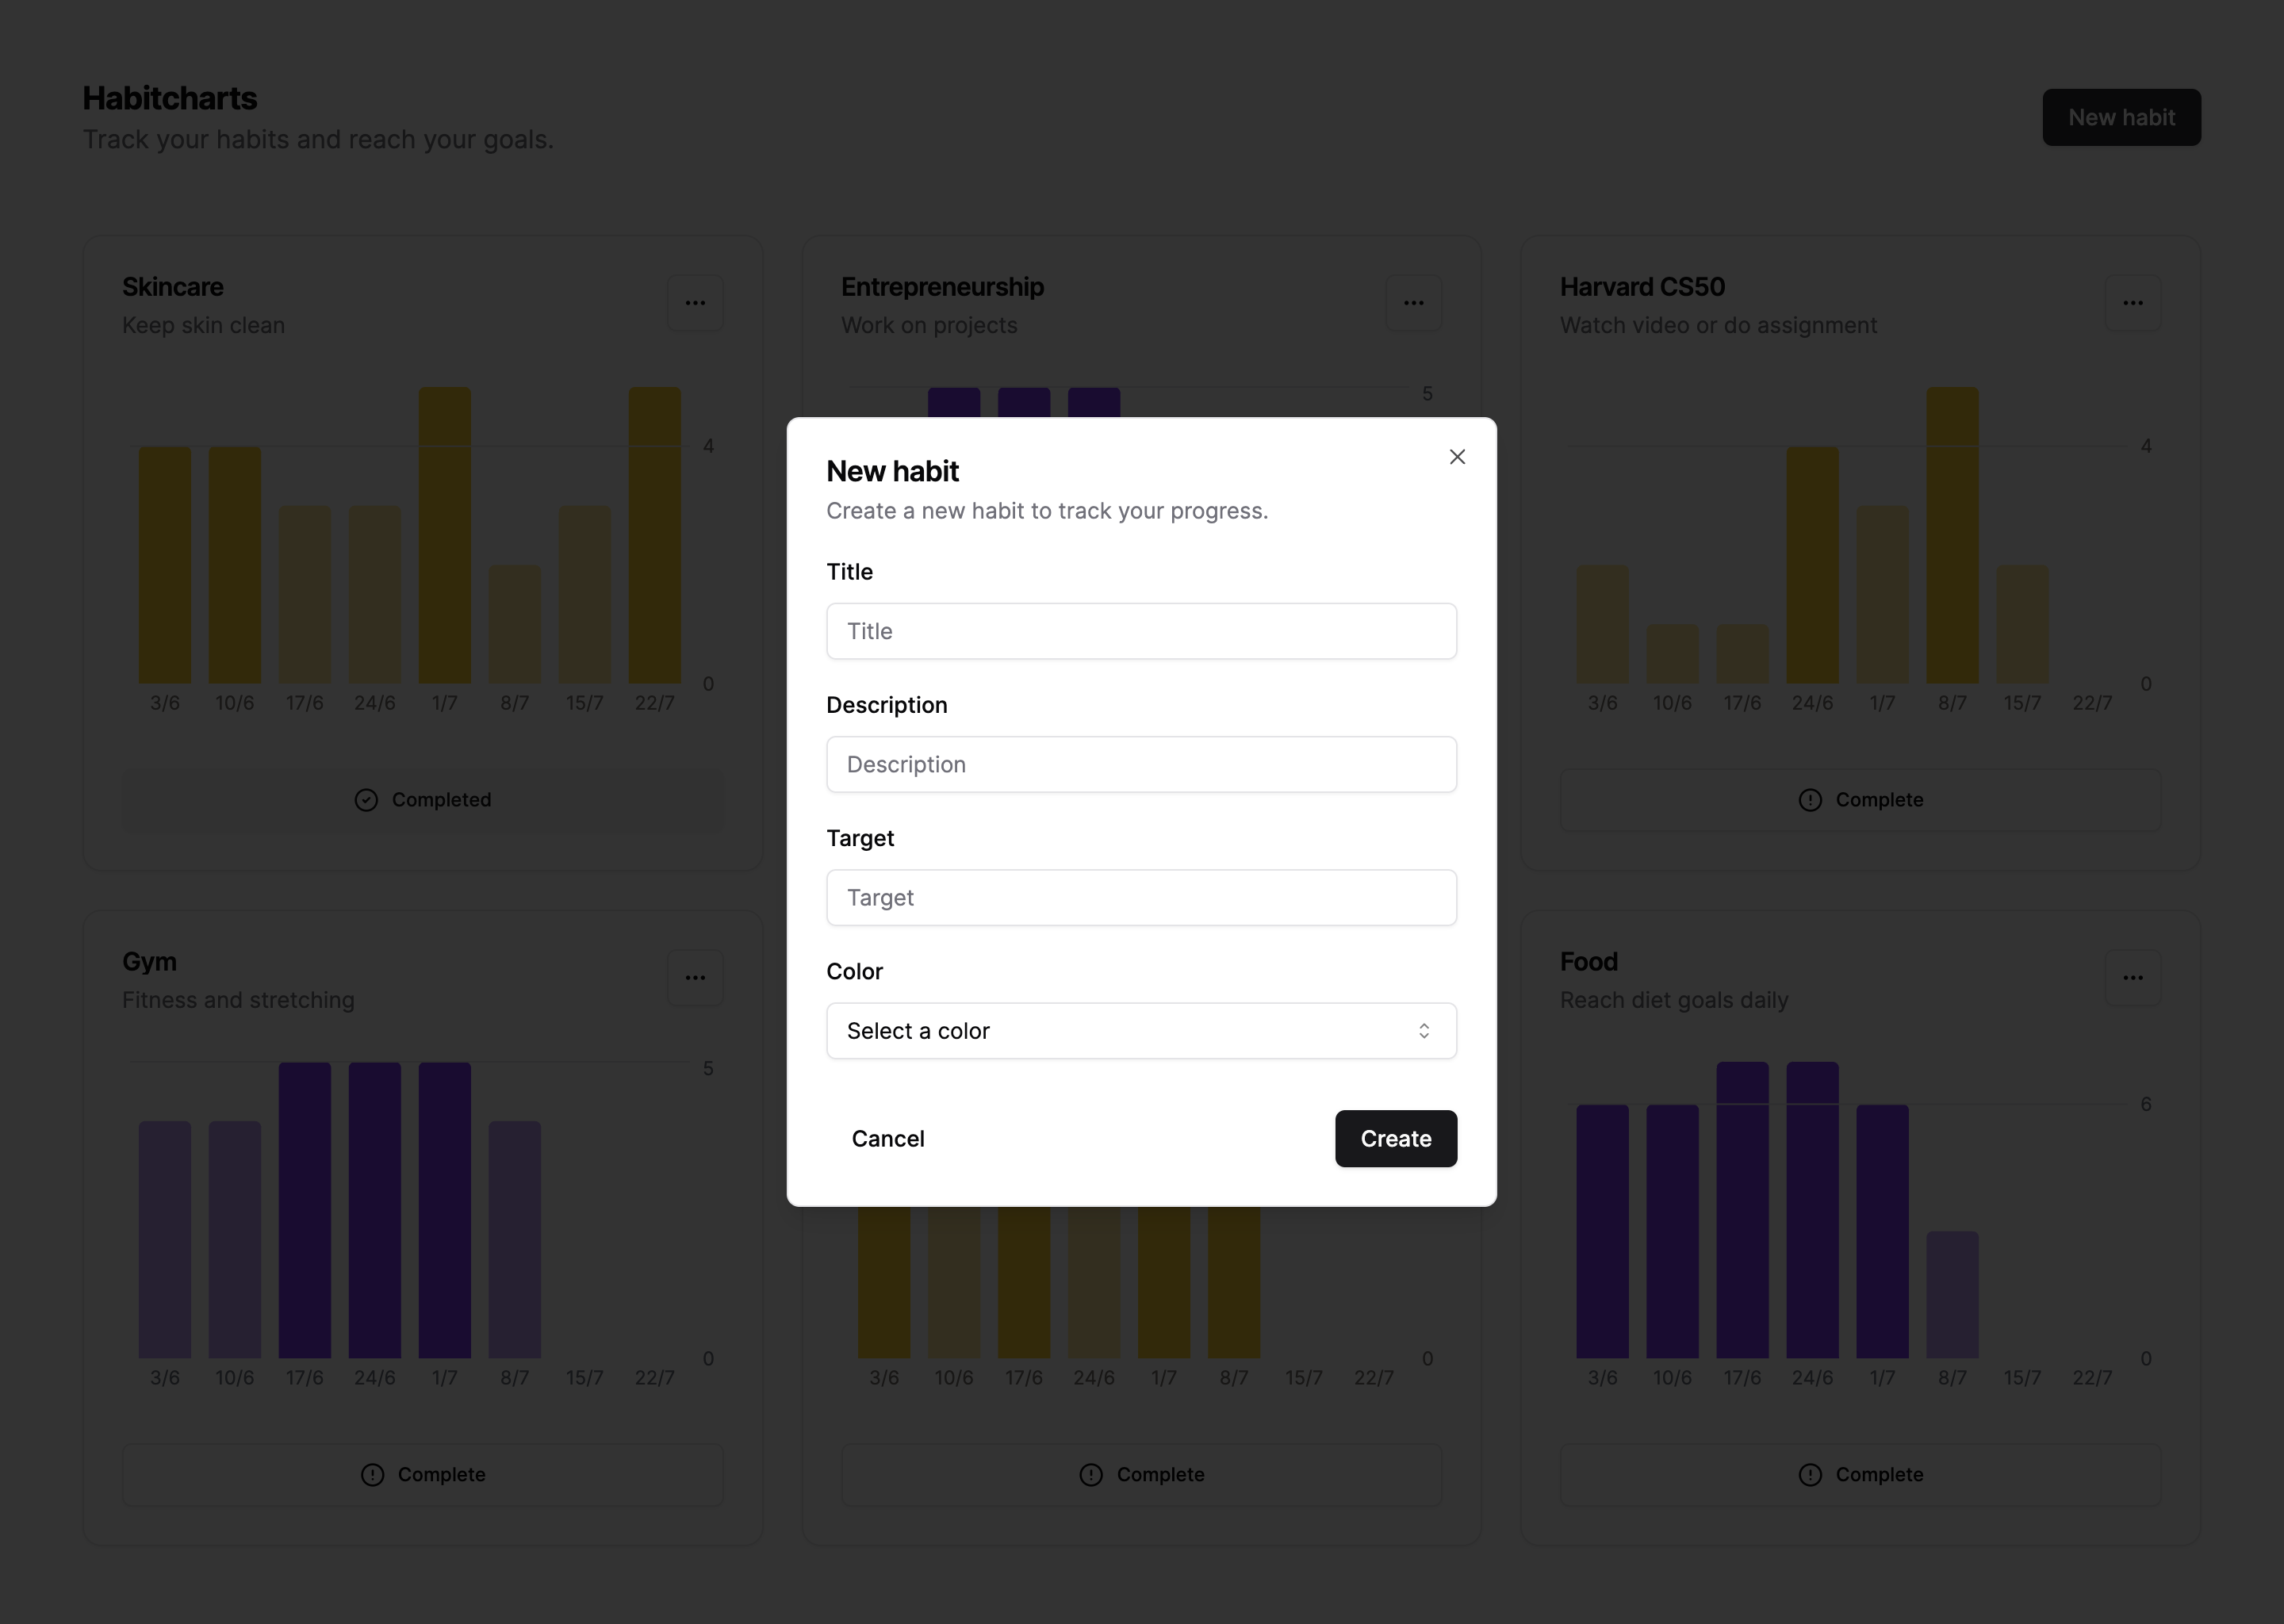 Habitcharts
Track your habits and reach your goals.
New habit
Skincare
Keep skin clean
4
0
3/6 10/6 17/6 24/6 1/7 8/7 15/7 22/7
Completed
Entrepreneurship
Work on projects
5
Harvard CS50
Watch video or do assignment
4
0
3/6 10/6 17/6 24/6 1/7 8/7 15/7 22/7
Complete
New habit
Create a new habit to track your progress.
Title
Title
Description
Description
Target
Target
Color
Select a color
Cancel Create
Gym
Fitness and stretching
5
0
3/6 10/6 17/6 24/6 1/7 8/7 15/7 22/7
Complete
0
3/6 10/6 17/6 24/6 1/7 8/7 15/7 22/7
Complete
Food
Reach diet goals daily
6
0
3/6 10/6 17/6 24/6 1/7 8/7 15/7 22/7
Complete